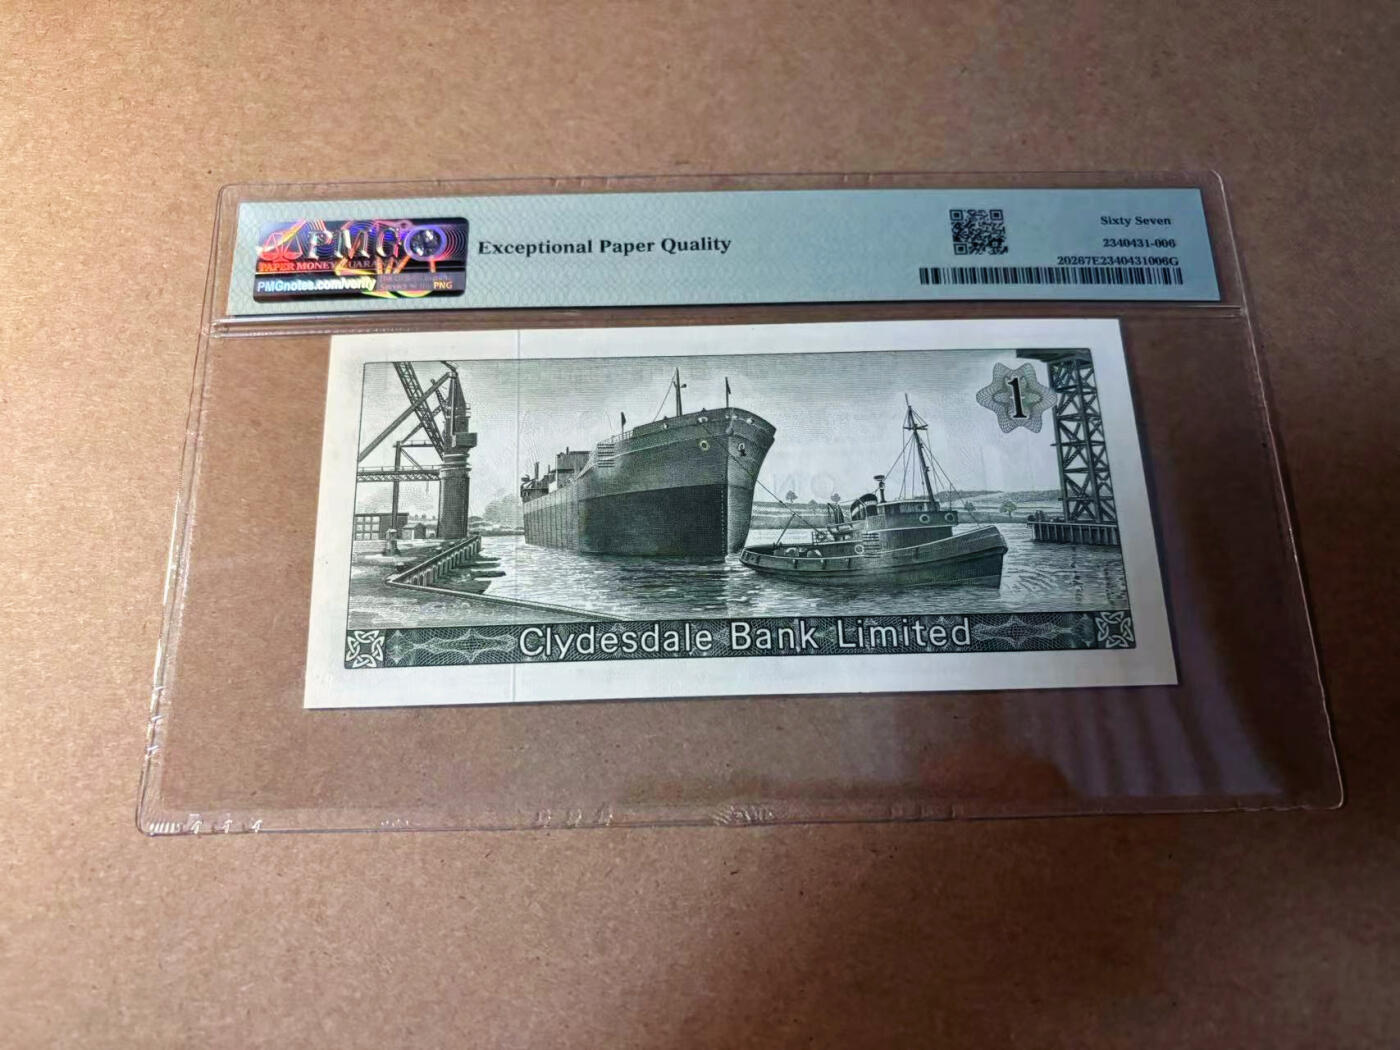 PMG
PAPER MONEY GUARANTY
PMGnotes.com/verify
PNG
Exceptional Paper Quality
Sixty Seven
2340431-006
20267E2340431006G
1
Clydesdale Bank Limited